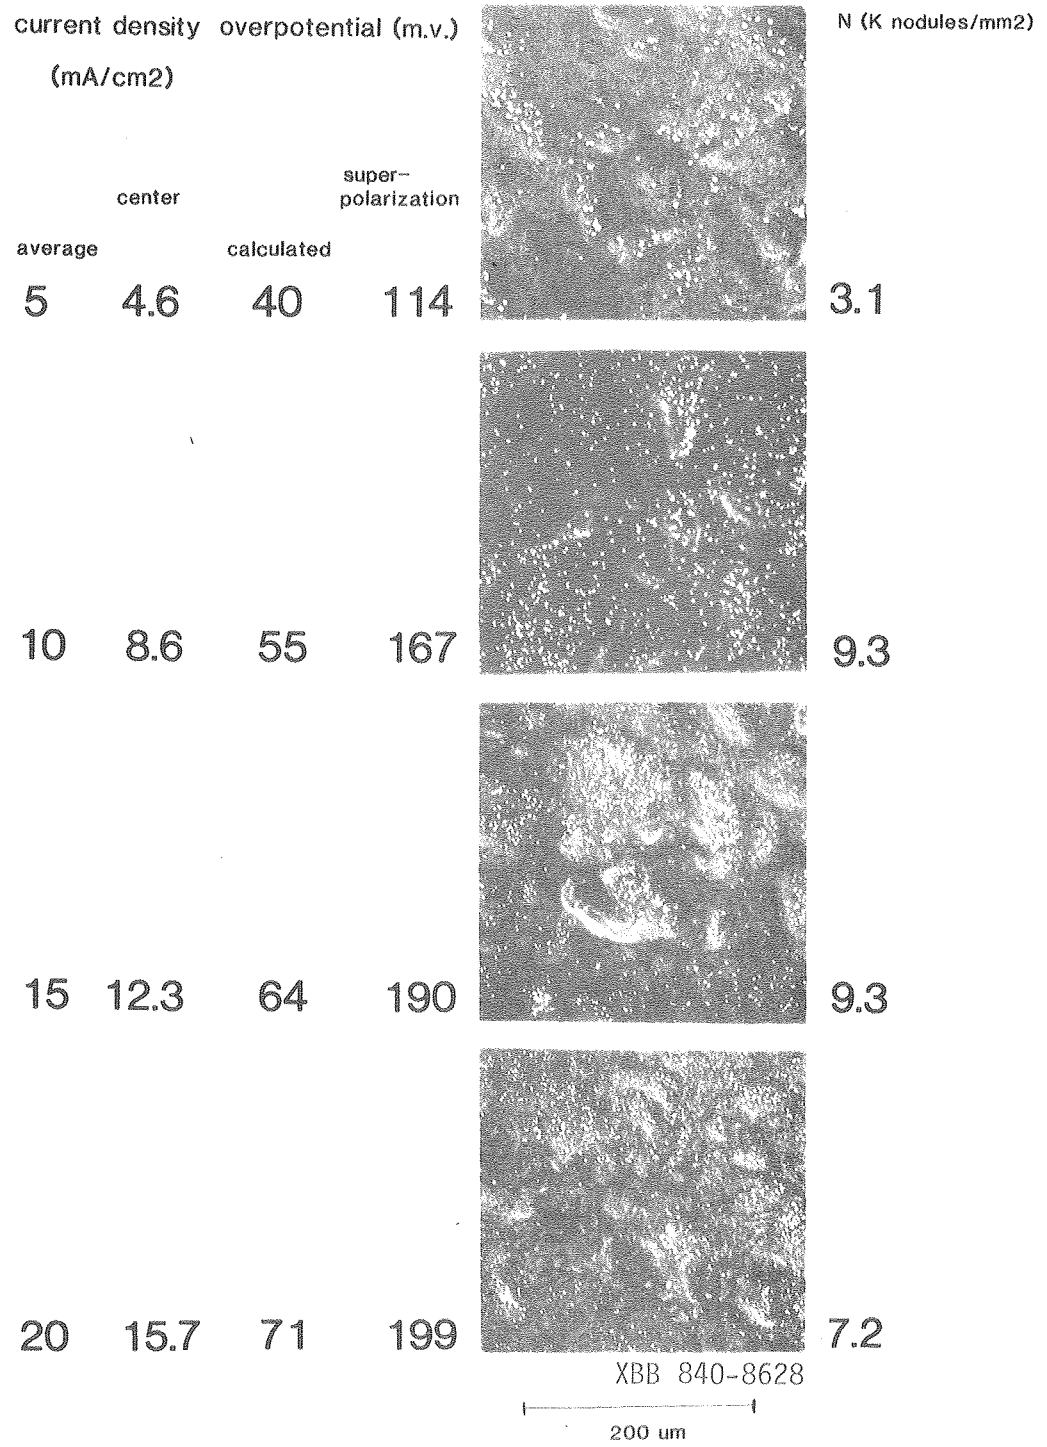 current density overpotential (m.v.) N (K nodules/mm2)
(mA/cm2)
super-
center polarization
average calculated
5 4.6 40 114 3.1
10 8.6 55 167 9.3
15 12.3 64 190 9.3
20 15.7 71 199 7.2
XBB 840-8628
200 um